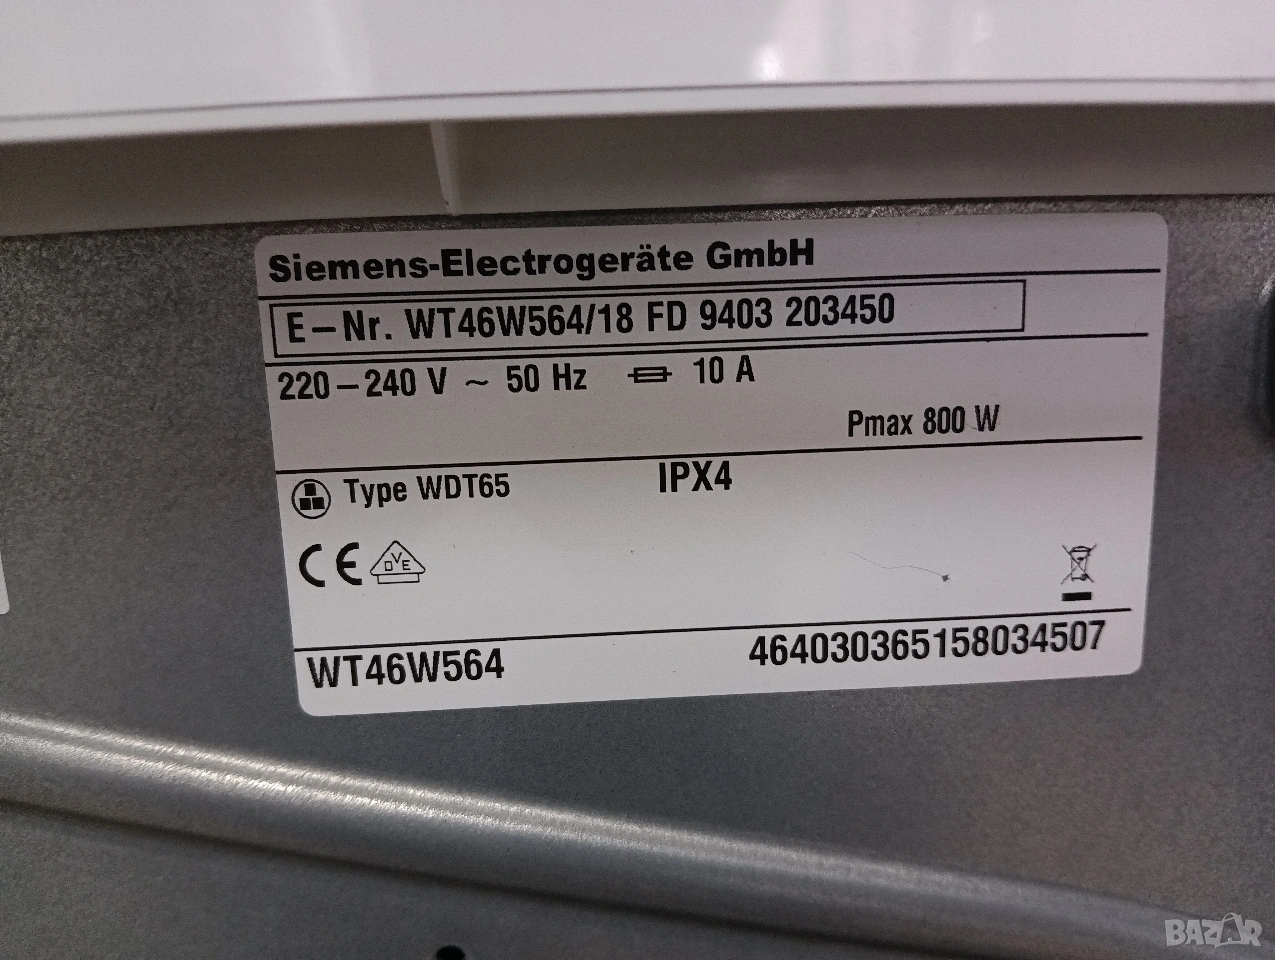 Siemens-Electrogeräte GmbH
E-Nr. WT46W564/18 FD 9403 203450
220-240 V ~ 50 Hz 10 A
Pmax 800 W
Type WDT65 IPX4
CE DVE
WT46W564 464030365158034507
BAZAR